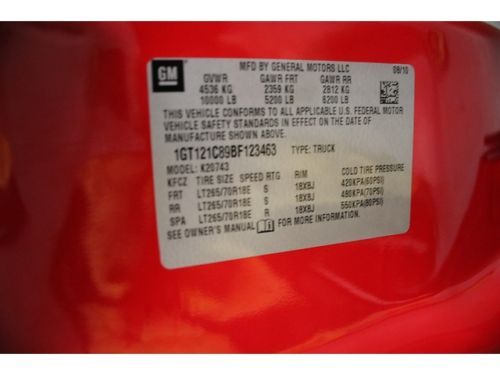 GM
MFD BY GENERAL MOTORS LLC 08/10
GVWR GAWR FRT GAWR RR
4536 KG 2359 KG 2812 KG
10000 LB 5200 LB 6200 LB
THIS VEHICLE CONFORMS TO ALL APPLICABLE U.S. FEDERAL MOTOR
VEHICLE SAFETY STANDARDS IN EFFECT ON THE DATE OF
MANUFACTURE SHOWN ABOVE.
1GT121C89BF123463 TYPE: TRUCK
MODEL: K20743
KFCZ TIRE SIZE SPEED RTG RIM COLD TIRE PRESSURE
FRT LT265/70R18E S 18X8J 420KPA(60PSI)
RR LT265/70R18E S 18X8J 480KPA(70PSI)
SPA LT265/70R18E R 18X8J 550KPA(80PSI)
SEE OWNER'S MANUAL FOR MORE INFORMATION.